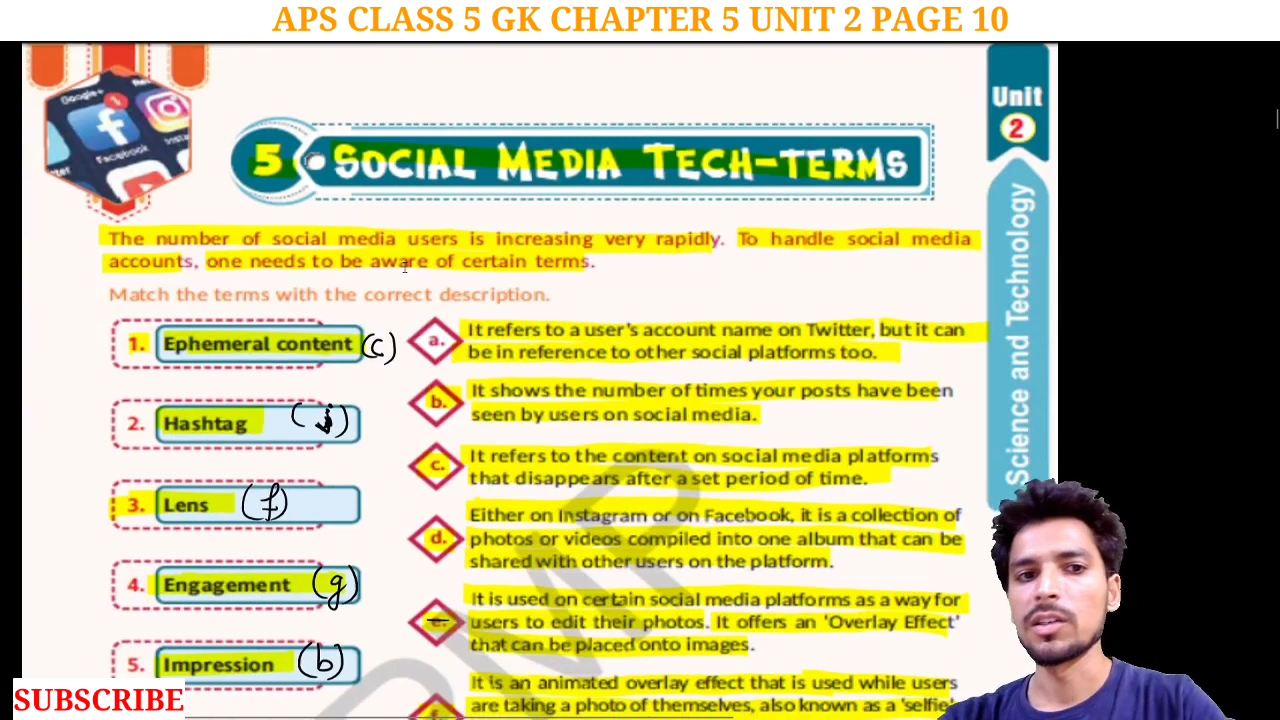 APS CLASS 5 GK CHAPTER 5 UNIT 2 PAGE 10
Google+
Facebook
Unit
2
Science and Technology
5 SOCIAL MEDIA TECH-TERMS
The number of social media users is increasing very rapidly. To handle social media
accounts, one needs to be aware of certain terms.
Match the terms with the correct description.
1. Ephemeral content (c)
2. Hashtag
3. Lens (f)
4. Engagement (g)
5. Impression (b)
a. It refers to a user's account name on Twitter, but it can
be in reference to other social platforms too.
b. It shows the number of times your posts have been
seen by users on social media.
c. It refers to the content on social media platforms
that disappears after a set period of time.
d. Either on Instagram or on Facebook, it is a collection of
photos or videos compiled into one album that can be
shared with other users on the platform.
e. It is used on certain social media platforms as a way for
users to edit their photos. It offers an 'Overlay Effect'
that can be placed onto images.
f. It is an animated overlay effect that is used while users
are taking a photo of themselves, also known as a 'selfie'
SUBSCRIBE